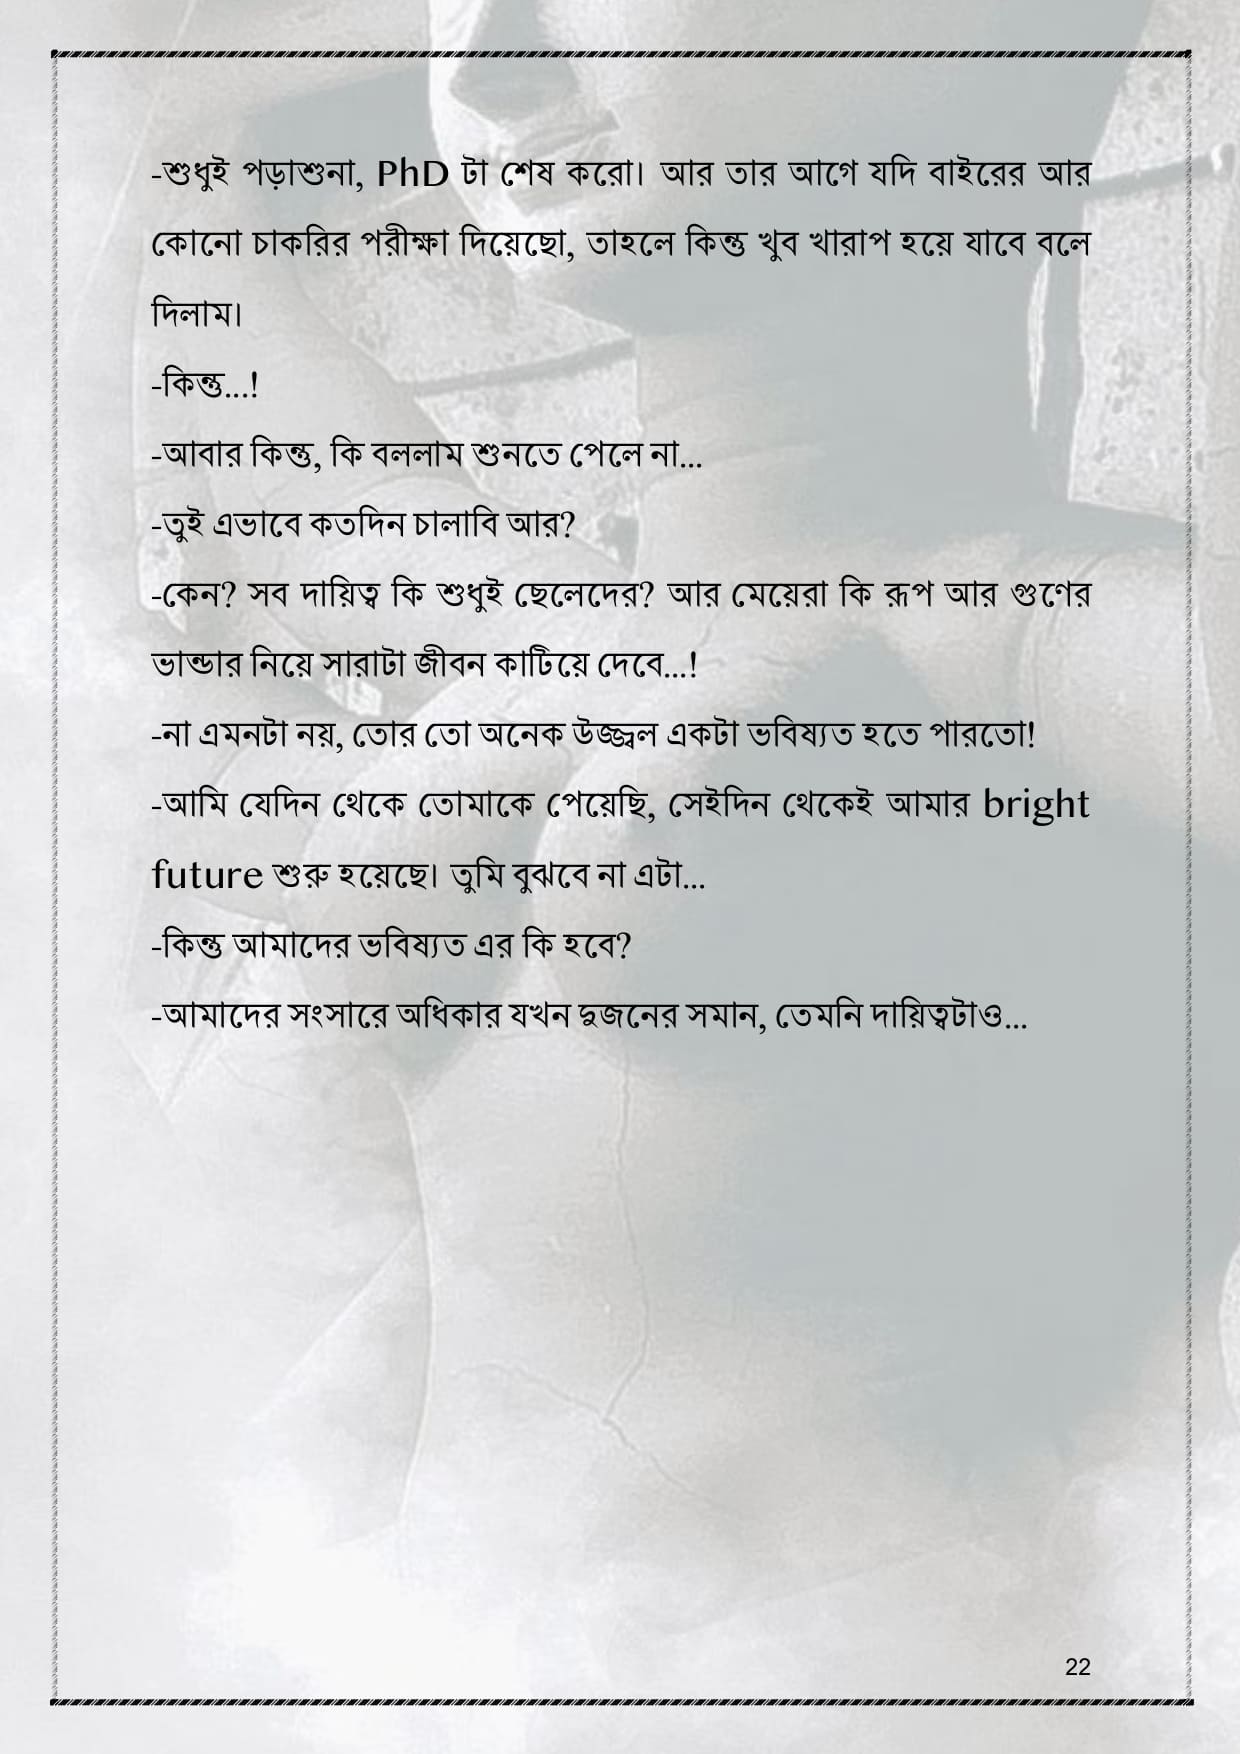 -শুধুই পড়াশুনা, PhD টা শেষ করো। আর তার আগে যদি বাইরের আর
কোনো চাকরির পরীক্ষা দিয়েছো, তাহলে কিন্তু খুব খারাপ হয়ে যাবে বলে
দিলাম।
-কিন্তু...!
-আবার কিন্তু, কি বললাম শুনতে পেলে না...
-তুই এভাবে কতদিন চালাবি আর?
-কেন? সব দায়িত্ব কি শুধুই ছেলেদের? আর মেয়েরা কি রূপ আর গুণের
ভান্ডার নিয়ে সারাটা জীবন কাটিয়ে দেবে...!
-না এমনটা নয়, তোর তো অনেক উজ্জ্বল একটা ভবিষ্যত হতে পারতো!
-আমি যেদিন থেকে তোমাকে পেয়েছি, সেইদিন থেকেই আমার bright
future শুরু হয়েছে। তুমি বুঝবে না এটা...
-কিন্তু আমাদের ভবিষ্যত এর কি হবে?
-আমাদের সংসারে অধিকার যখন দুজনের সমান, তেমনি দায়িত্বটাও...
22